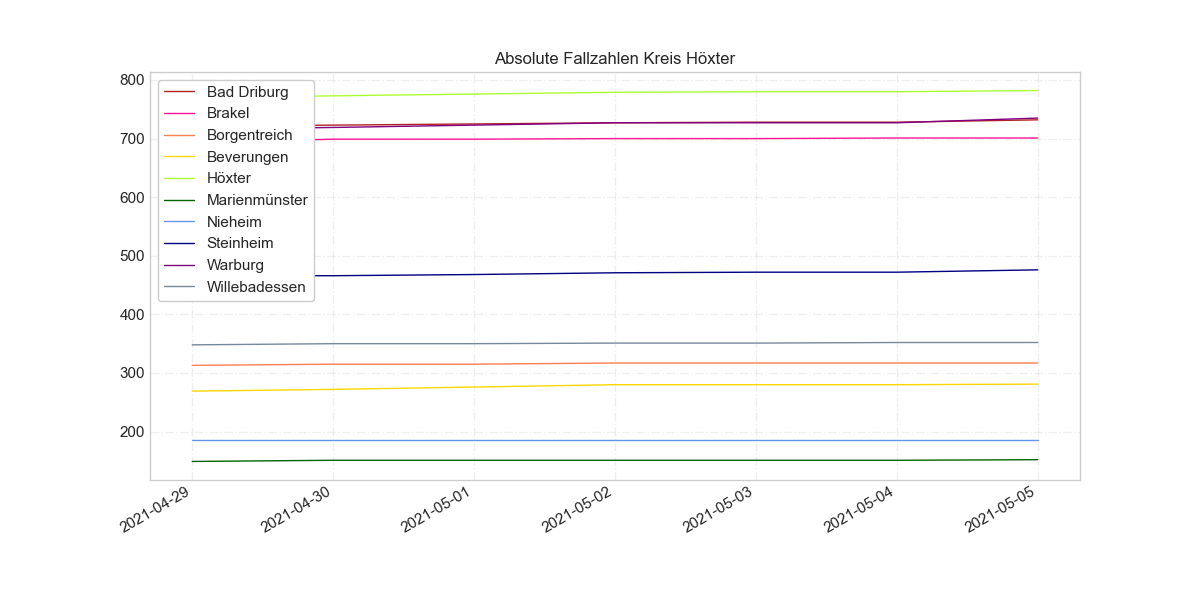 Absolute Fallzahlen Kreis Höxter
800
700
600
500
400
300
200
Bad Driburg
Brakel
Borgentreich
Beverungen
Höxter
Marienmünster
Nieheim
Steinheim
Warburg
Willebadessen
2021-04-29
2021-04-30
2021-05-01
2021-05-02
2021-05-03
2021-05-04
2021-05-05